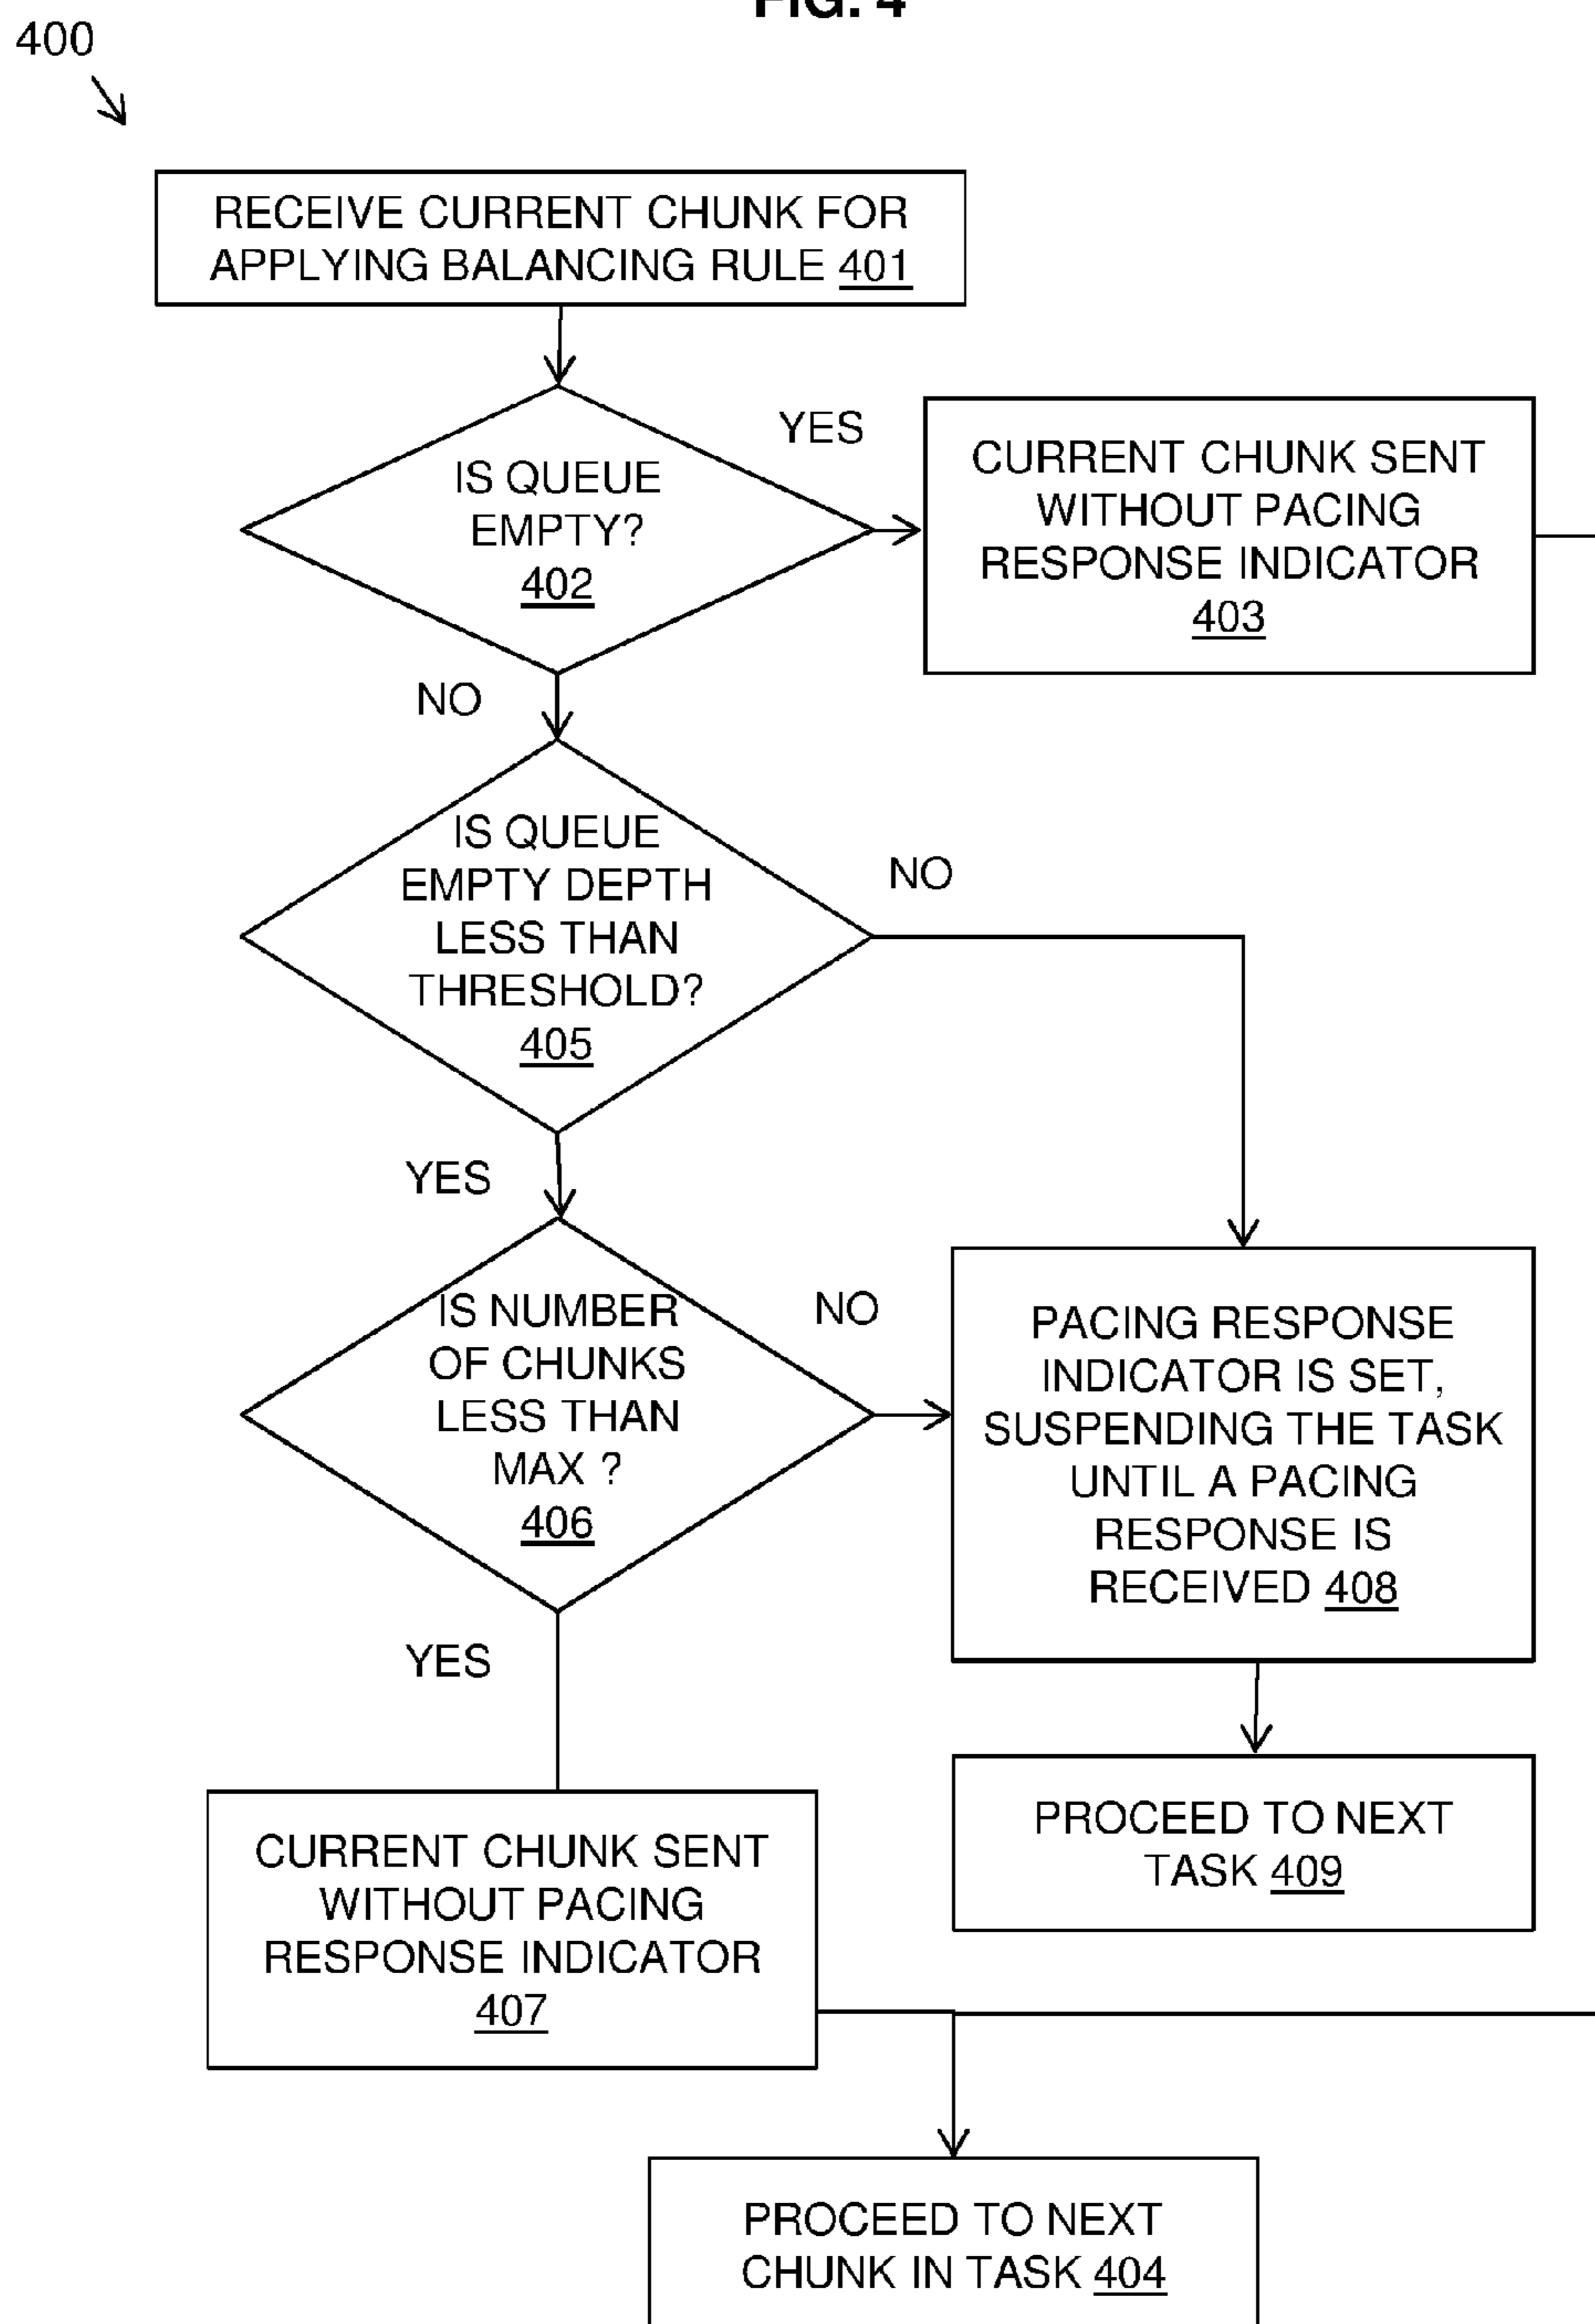 FIG. 4
400
RECEIVE CURRENT CHUNK FOR
APPLYING BALANCING RULE 401
IS QUEUE
EMPTY?
402
YES
CURRENT CHUNK SENT
WITHOUT PACING
RESPONSE INDICATOR
403
NO
IS QUEUE
EMPTY DEPTH
LESS THAN
THRESHOLD?
405
NO
YES
IS NUMBER
OF CHUNKS
LESS THAN
MAX ?
406
NO
PACING RESPONSE
INDICATOR IS SET,
SUSPENDING THE TASK
UNTIL A PACING
RESPONSE IS
RECEIVED 408
YES
PROCEED TO NEXT
TASK 409
CURRENT CHUNK SENT
WITHOUT PACING
RESPONSE INDICATOR
407
PROCEED TO NEXT
CHUNK IN TASK 404